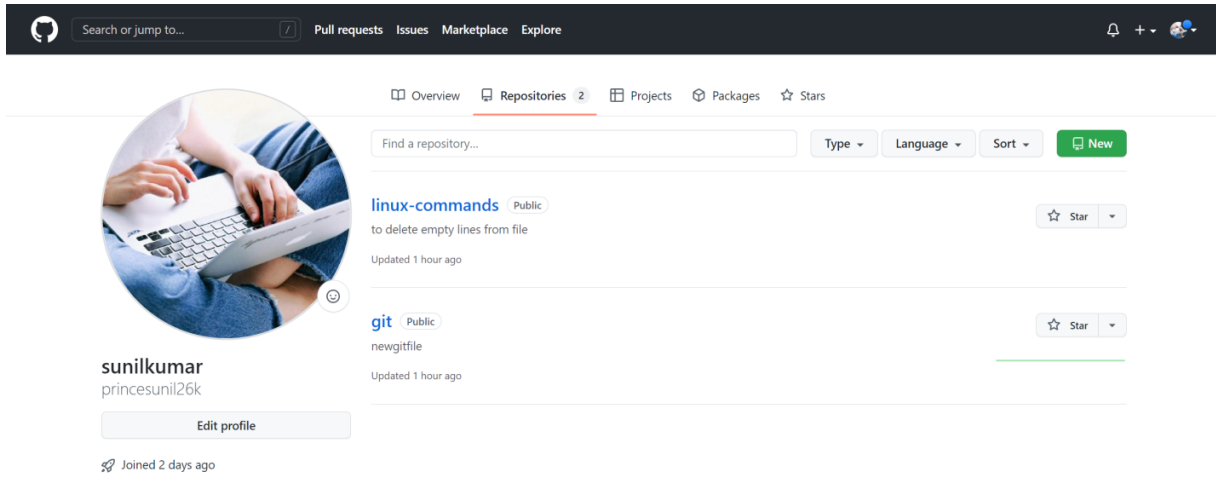 Search or jump to... / Pull requests Issues Marketplace Explore
Overview Repositories 2 Projects Packages Stars
Find a repository... Type Language Sort New
linux-commands Public
Star
to delete empty lines from file
Updated 1 hour ago
git Public
Star
newgitfile
Updated 1 hour ago
sunilkumar
princesunil26k
Edit profile
Joined 2 days ago